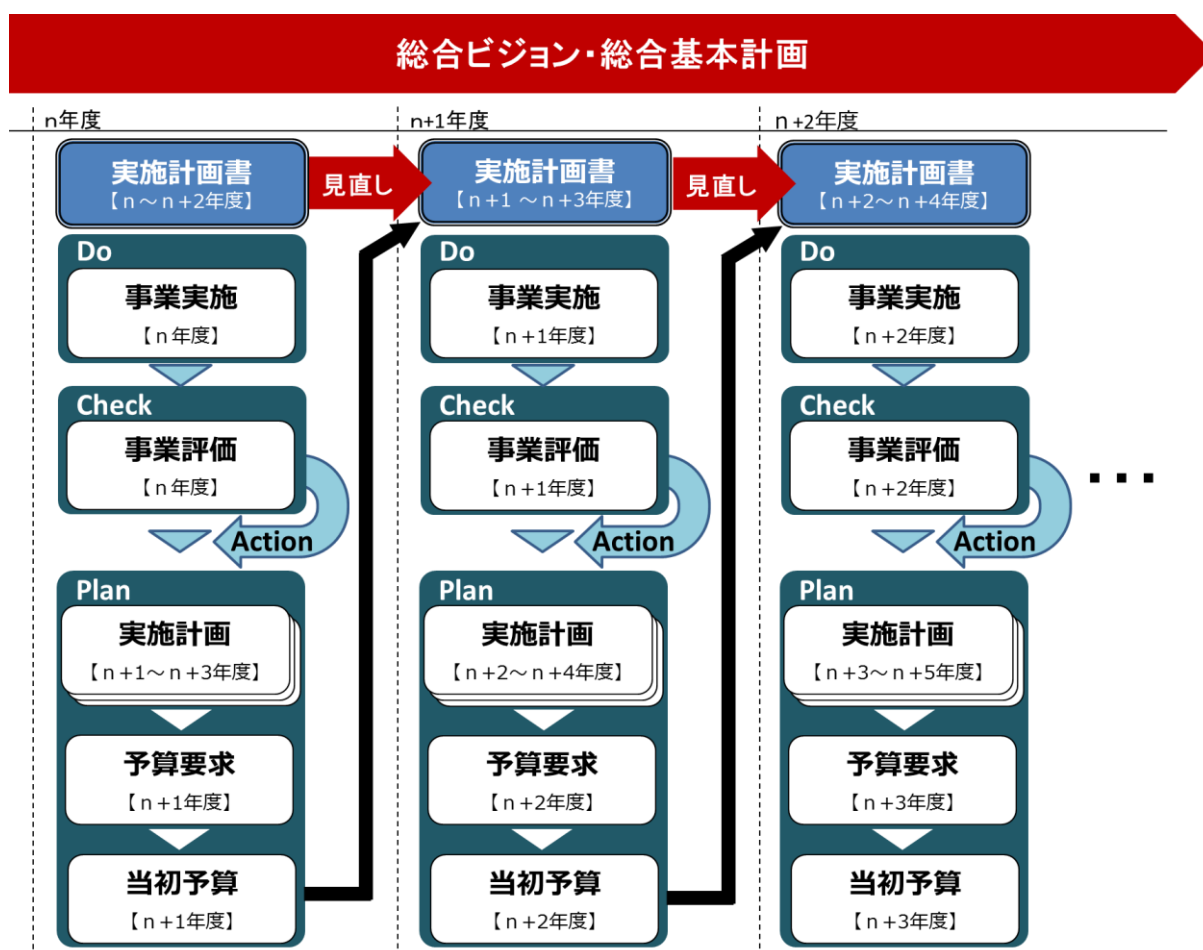 総合ビジョン・総合基本計画
n年度
n+1年度
n+2年度
実施計画書
【n～n+2年度】
見直し
実施計画書
【n+1～n+3年度】
見直し
実施計画書
【n+2～n+4年度】
Do
事業実施
【n年度】
Do
事業実施
【n+1年度】
Do
事業実施
【n+2年度】
Check
事業評価
【n年度】
Check
事業評価
【n+1年度】
Check
事業評価
【n+2年度】
...
Action
Action
Action
Plan
実施計画
【n+1～n+3年度】
予算要求
【n+1年度】
当初予算
【n+1年度】
Plan
実施計画
【n+2～n+4年度】
予算要求
【n+2年度】
当初予算
【n+2年度】
Plan
実施計画
【n+3～n+5年度】
予算要求
【n+3年度】
当初予算
【n+3年度】